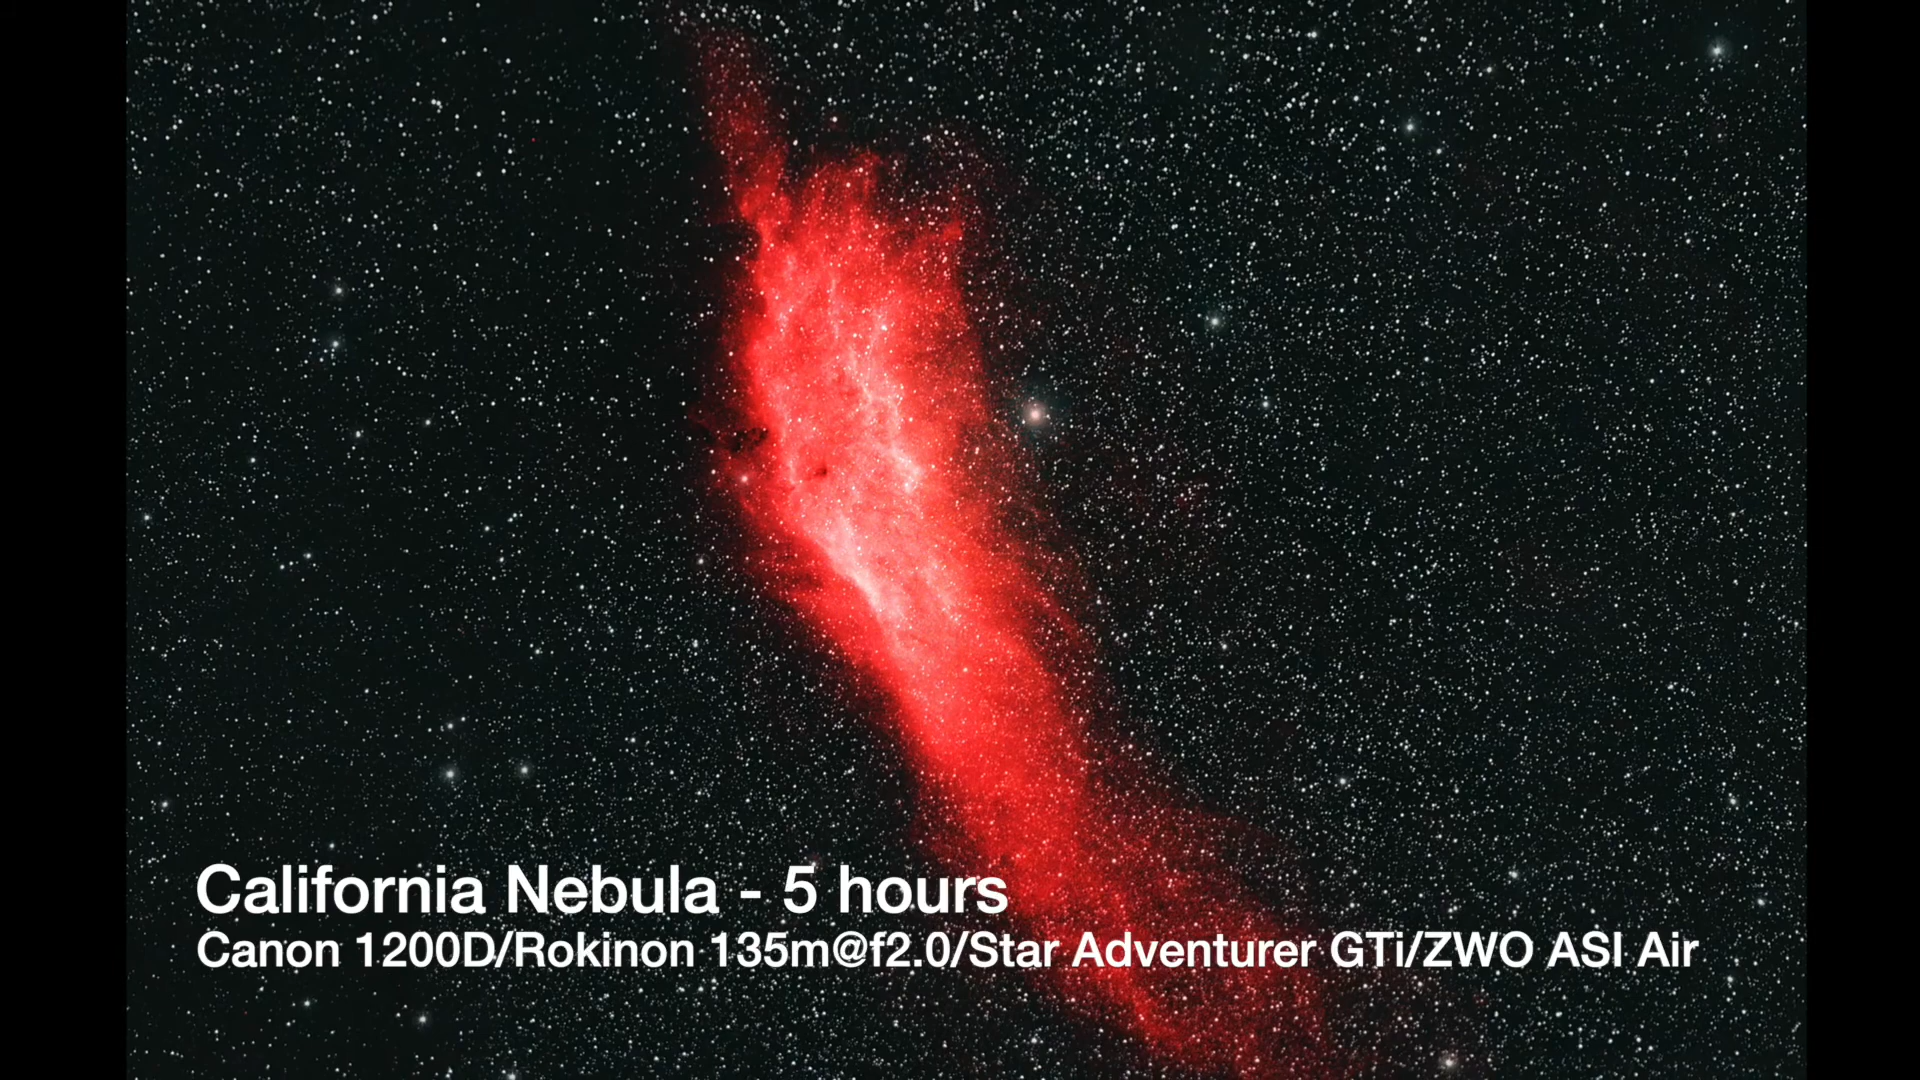 California Nebula - 5 hours
Canon 1200D/Rokinon 135m@f2.0/Star Adventurer GTi/ZWO ASI Air